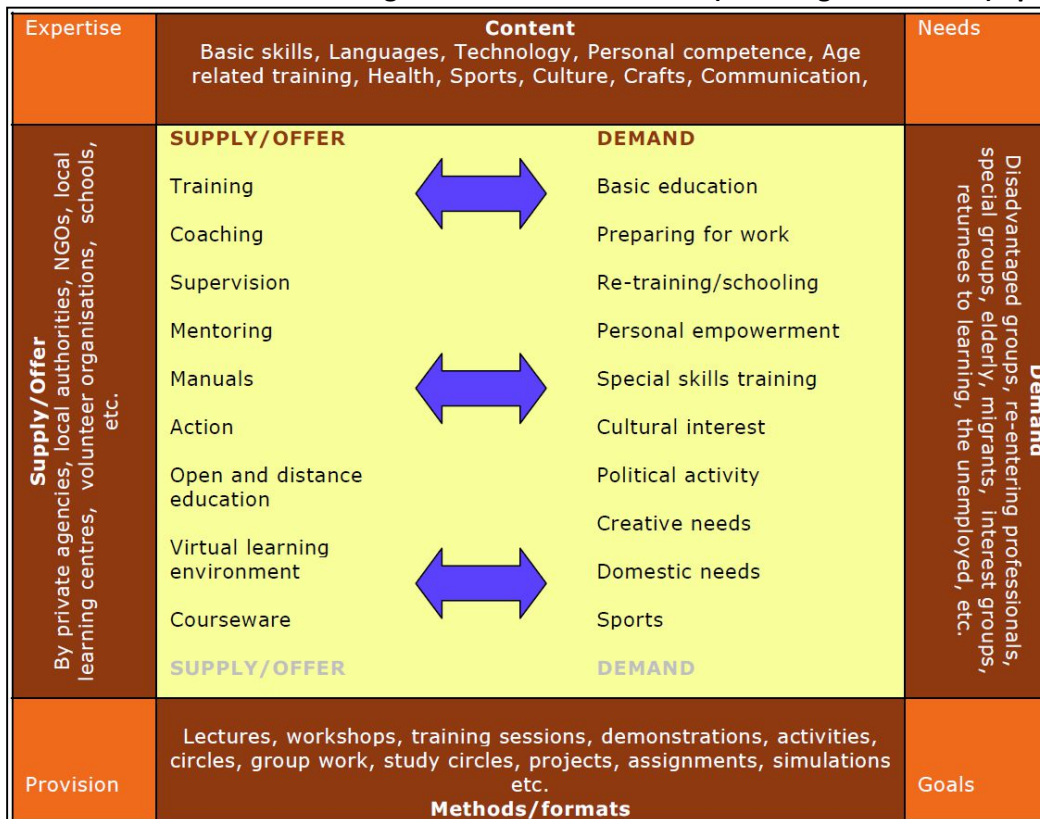 Expertise
Content
Basic skills, Languages, Technology, Personal competence, Age
related training, Health, Sports, Culture, Crafts, Communication,
Needs
Supply/Offer
By private agencies, local authorities, NGOs, local
learning centres, volunteer organisations, schools,
etc.
SUPPLY/OFFER
Training
Coaching
Supervision
Mentoring
Manuals
Action
Open and distance
education
Virtual learning
environment
Courseware
SUPPLY/OFFER
DEMAND
Basic education
Preparing for work
Re-training/schooling
Personal empowerment
Special skills training
Cultural interest
Political activity
Creative needs
Domestic needs
Sports
DEMAND
Demand
Disadvantaged groups, re-entering professionals,
special groups, elderly, migrants, interest groups,
returnees to learning, the unemployed, etc.
Provision
Lectures, workshops, training sessions, demonstrations, activities,
circles, group work, study circles, projects, assignments, simulations
etc.
Methods/formats
Goals